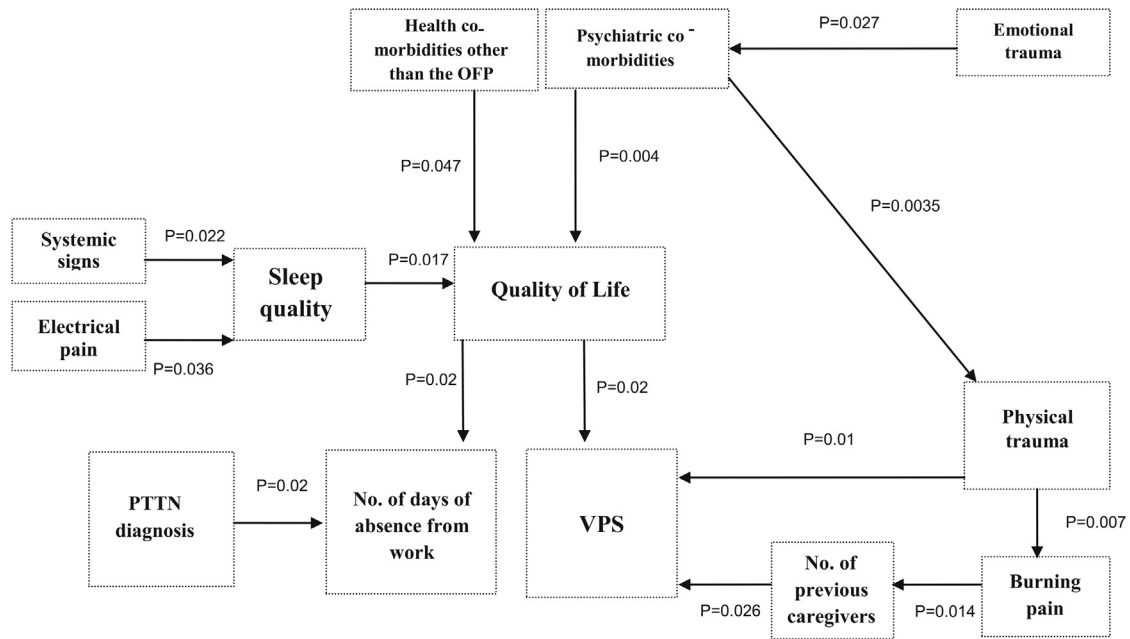 Health co-
morbidities other
than the OFP
Psychiatric co-
morbidities
P=0.027
Emotional
trauma
P=0.047
P=0.004
P=0.0035
Systemic
signs
P=0.022
Sleep
quality
P=0.017
Quality of Life
Electrical
pain
P=0.036
P=0.02
P=0.02
Physical
trauma
P=0.01
PTTN
diagnosis
P=0.02
No. of days of
absence from
work
VPS
P=0.007
No. of
previous
caregivers
P=0.026
P=0.014
Burning
pain